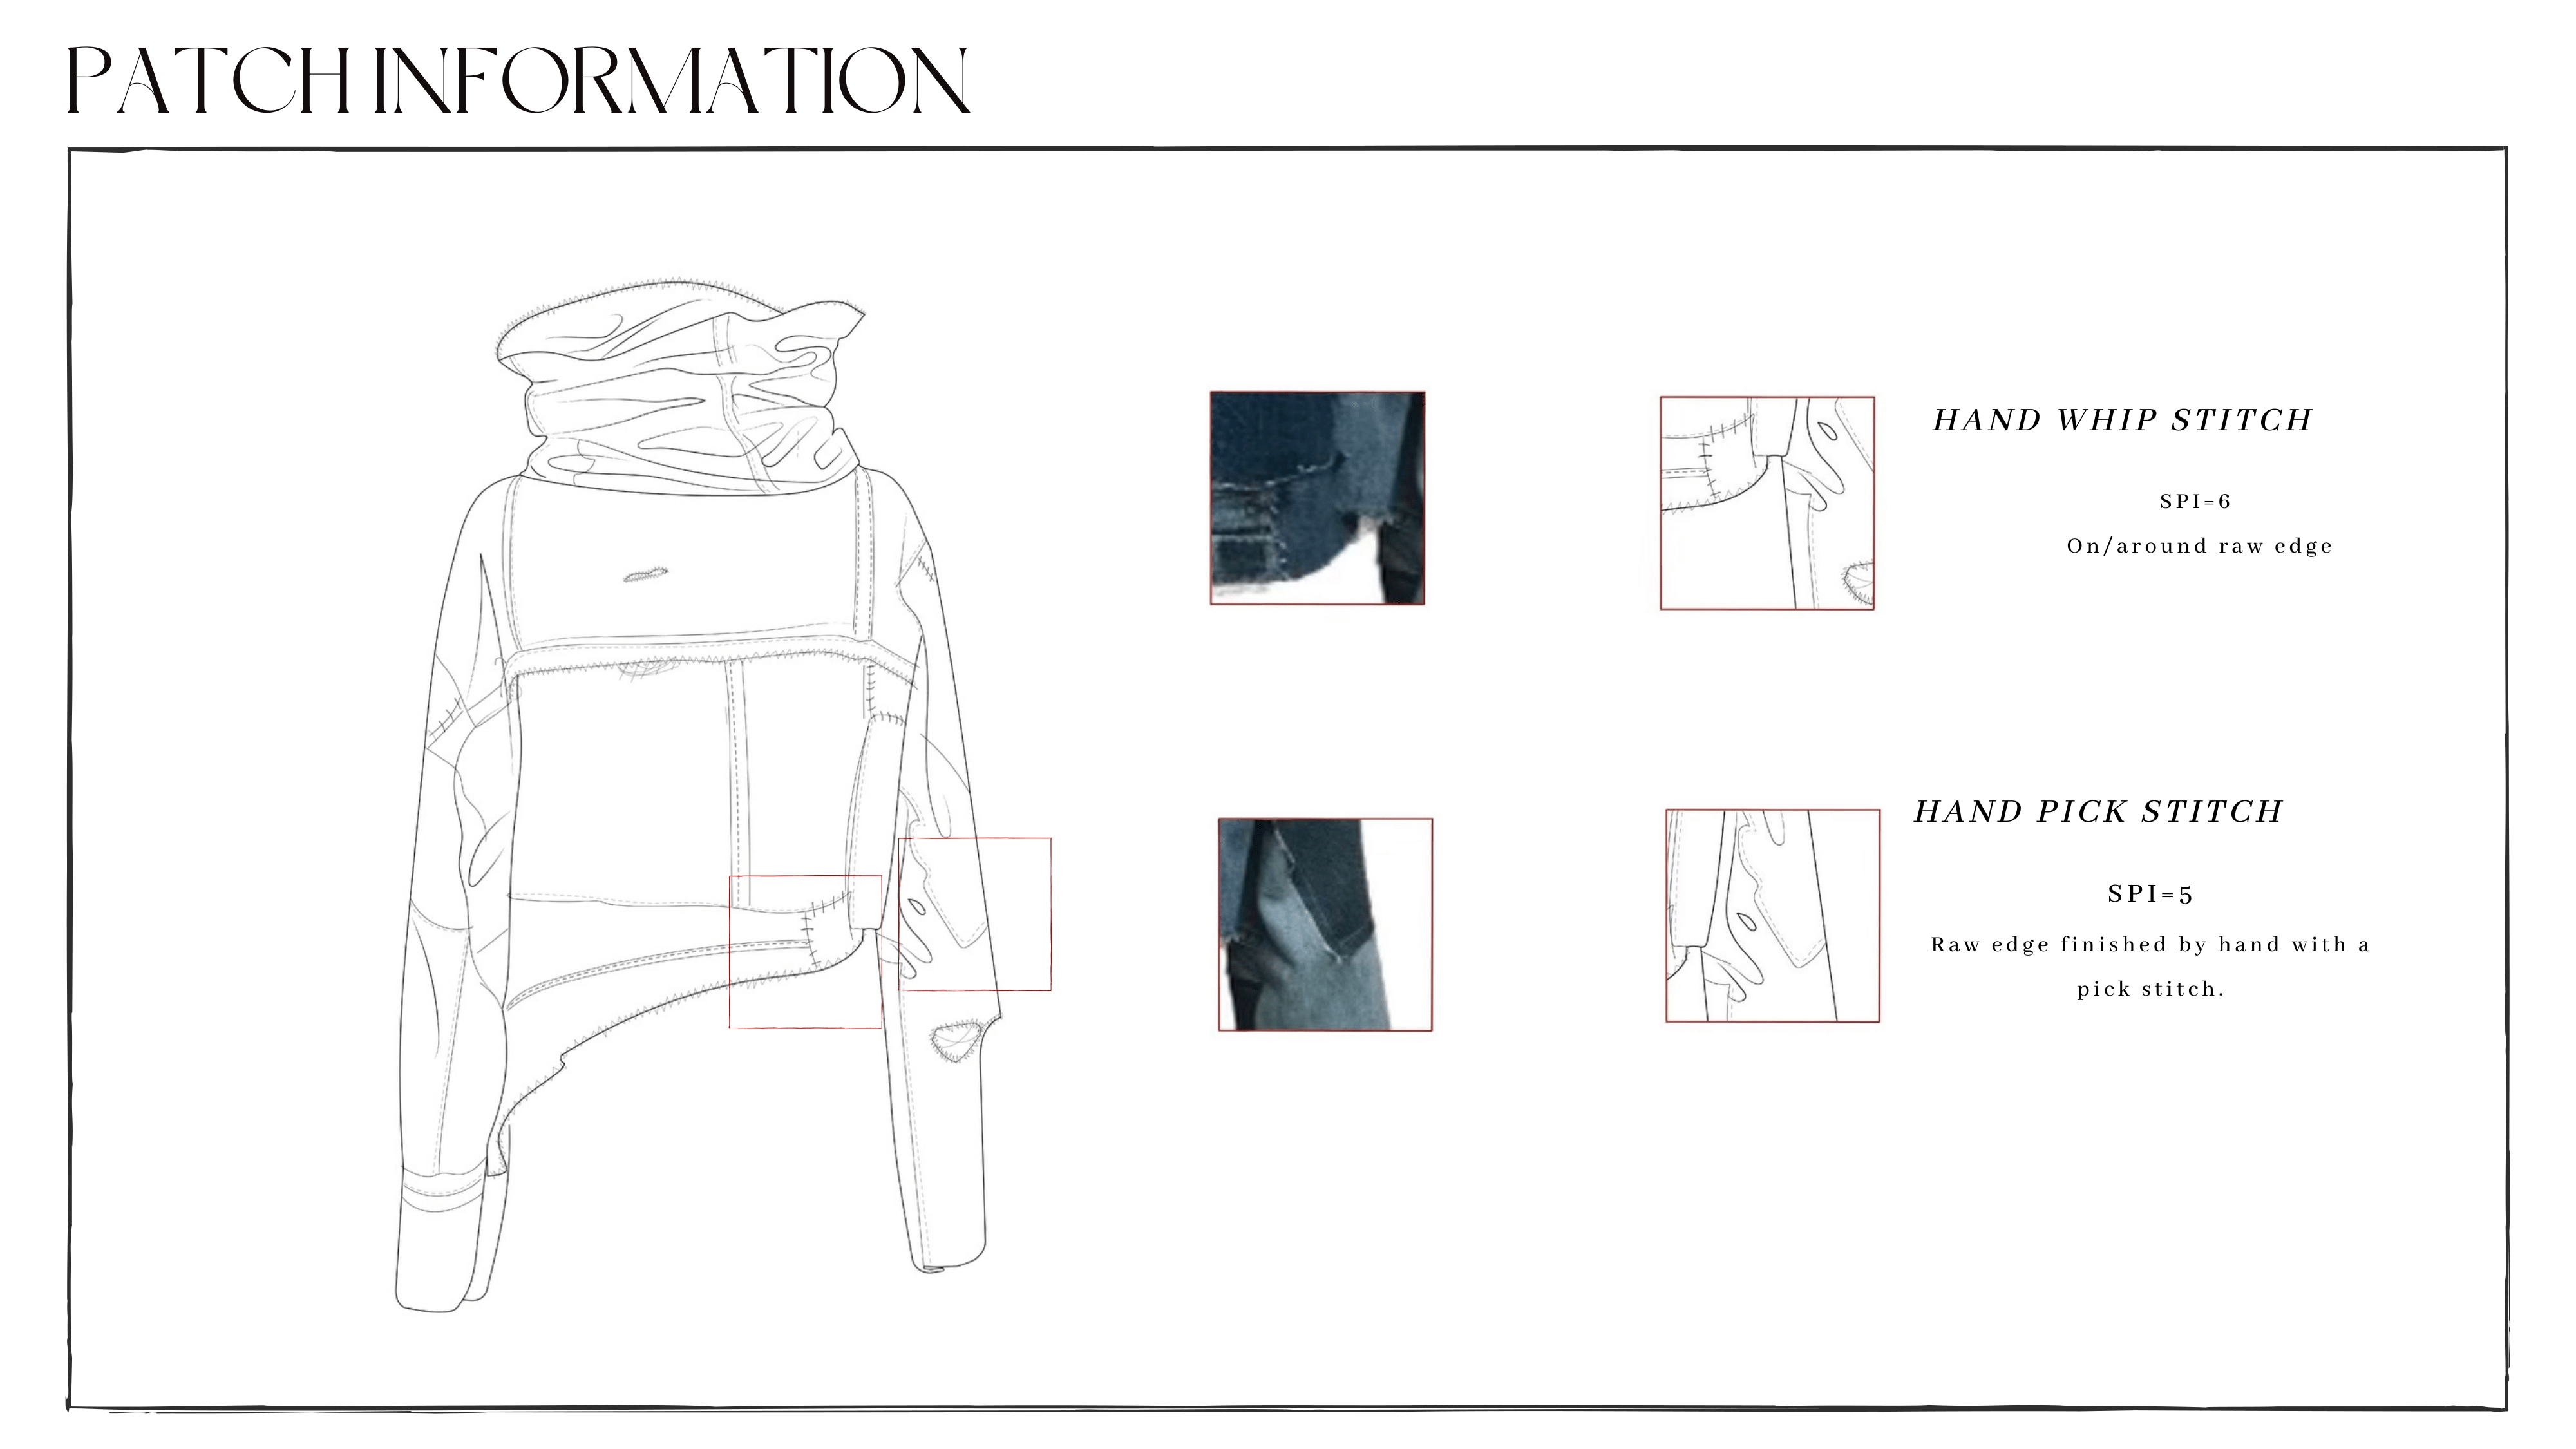 PATCH INFORMATION
HAND WHIP STITCH
SPI=6
On/around raw edge
HAND PICK STITCH
SPI=5
Raw edge finished by hand with a
pick stitch.